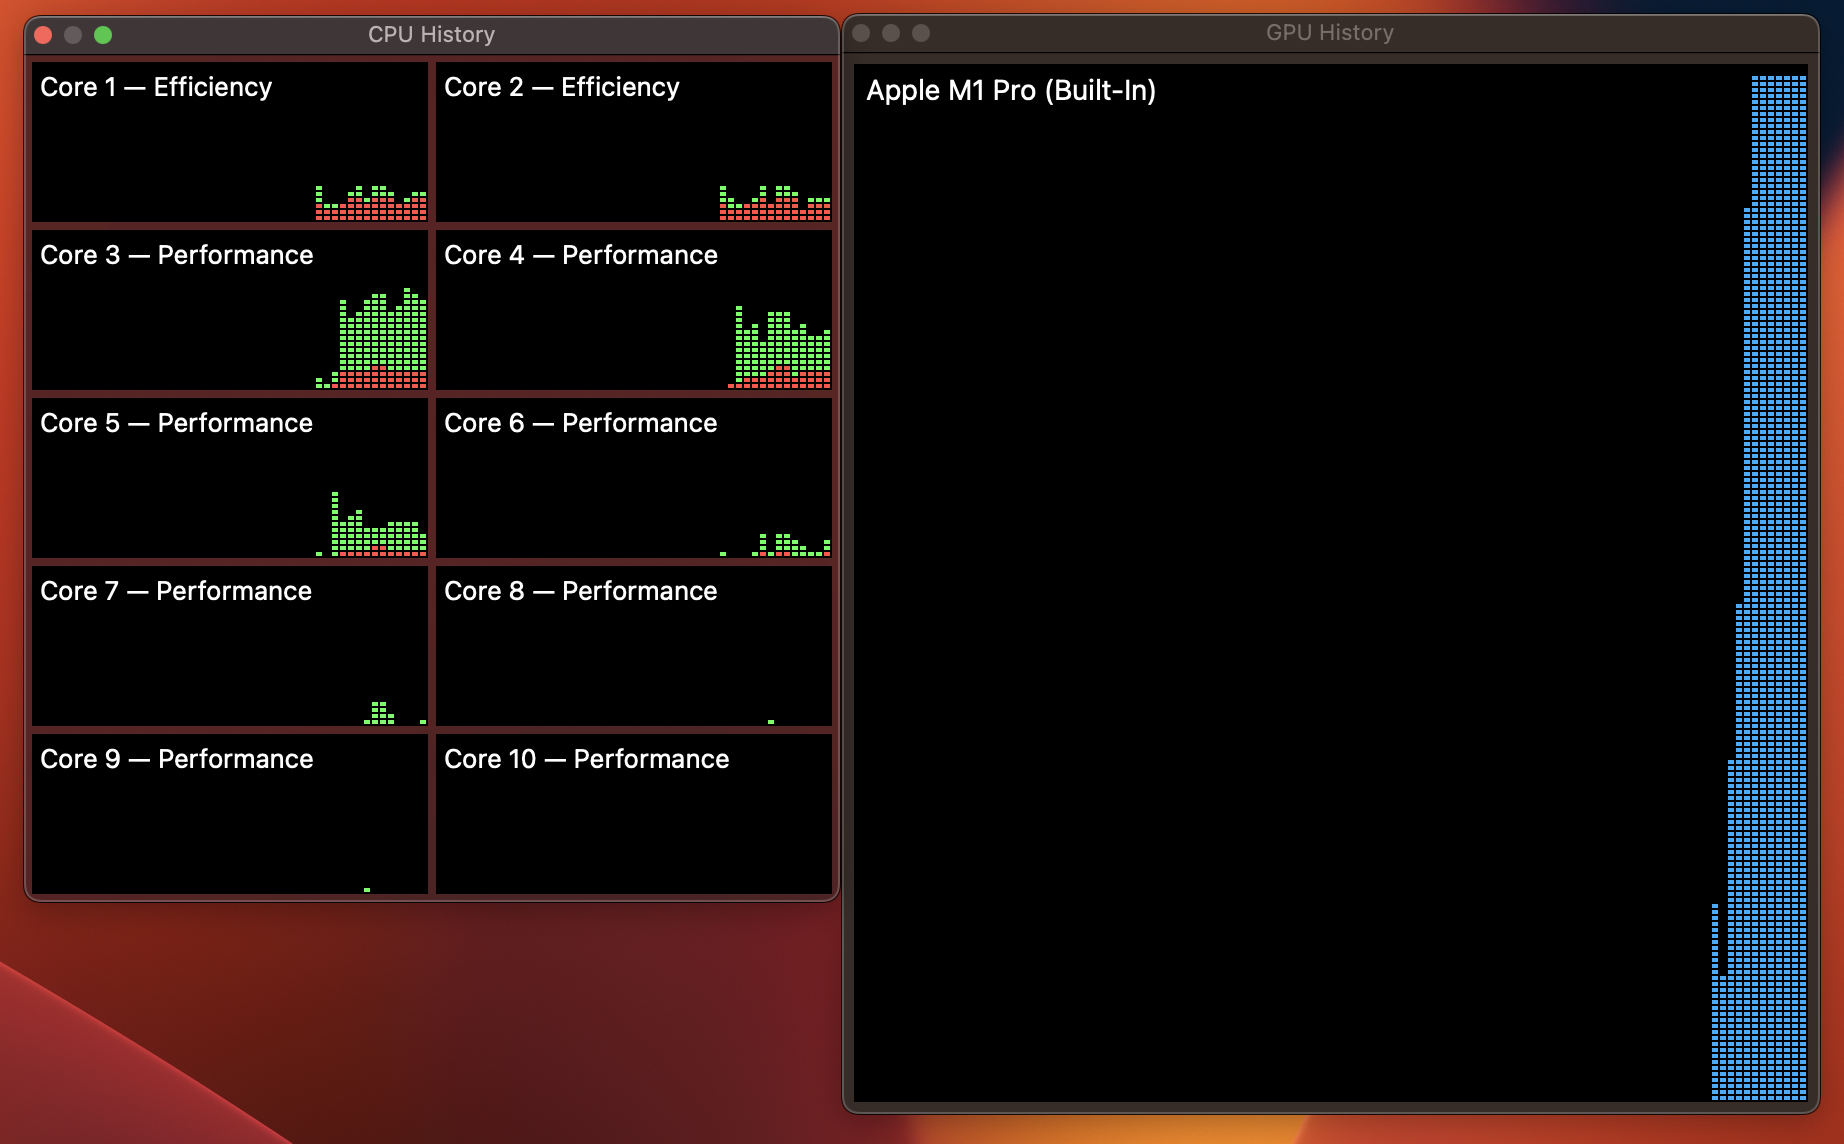 CPU History
Core 1 — Efficiency
Core 2 — Efficiency
Core 3 — Performance
Core 4 — Performance
Core 5 — Performance
Core 6 — Performance
Core 7 — Performance
Core 8 — Performance
Core 9 — Performance
Core 10 — Performance
GPU History
Apple M1 Pro (Built-In)